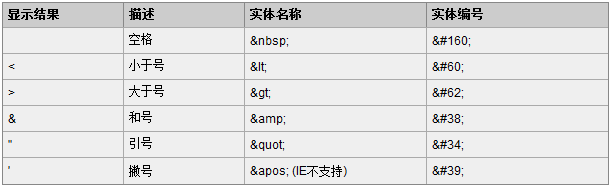 显示结果 描述 实体名称 实体编号
空格 &nbsp; &#160;
< 小于号 &lt; &#60;
> 大于号 &gt; &#62;
& 和号 &amp; &#38;
" 引号 &quot; &#34;
' 撇号 &apos; (IE不支持) &#39;